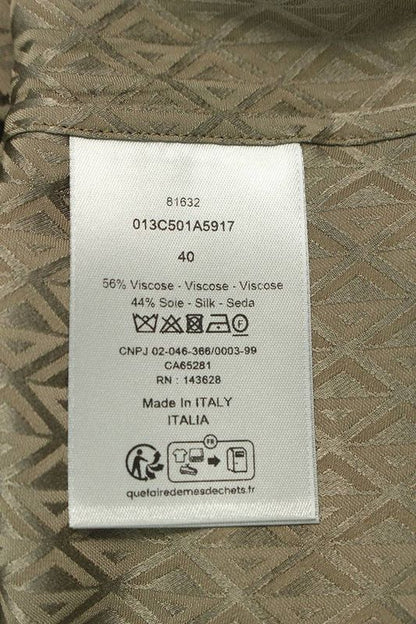 81632
013C501A5917
40
56% Viscose - Viscose - Viscose
44% Soie - Silk - Seda
CNPJ 02-046-366/0003-99
CA65281
RN : 143628
Made In ITALY
ITALIA
FR
quefairedemesdechets.fr